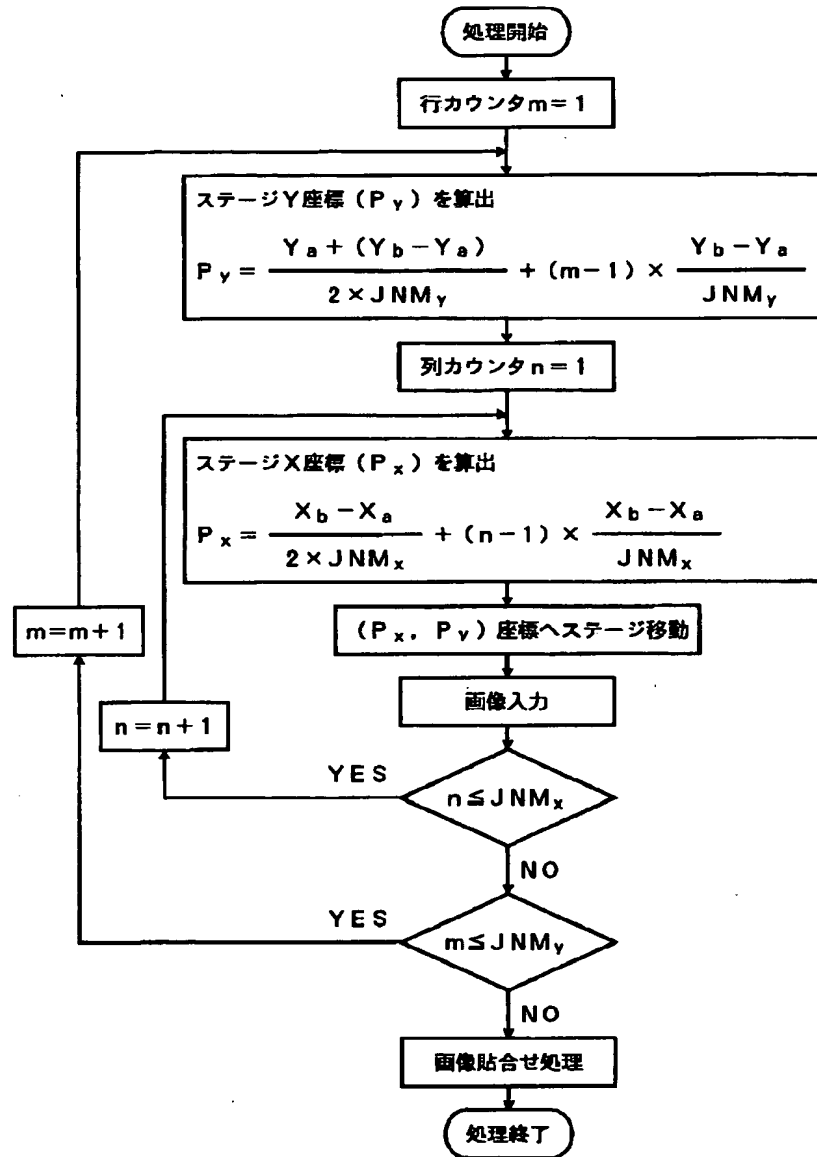 処理開始
行カウンタm=1
ステージY座標(Py)を算出
Py= Ya+(Yb-Ya) / 2×JNMy +(m-1)× Yb-Ya / JNMy
列カウンタn=1
ステージX座標(Px)を算出
Px= Xb-Xa / 2×JNMx +(n-1)× Xb-Xa / JNMx
(Px,Py)座標へステージ移動
m=m+1
画像入力
n=n+1
YES
n≦JNMx
NO
YES
m≦JNMy
NO
画像貼合せ処理
処理終了